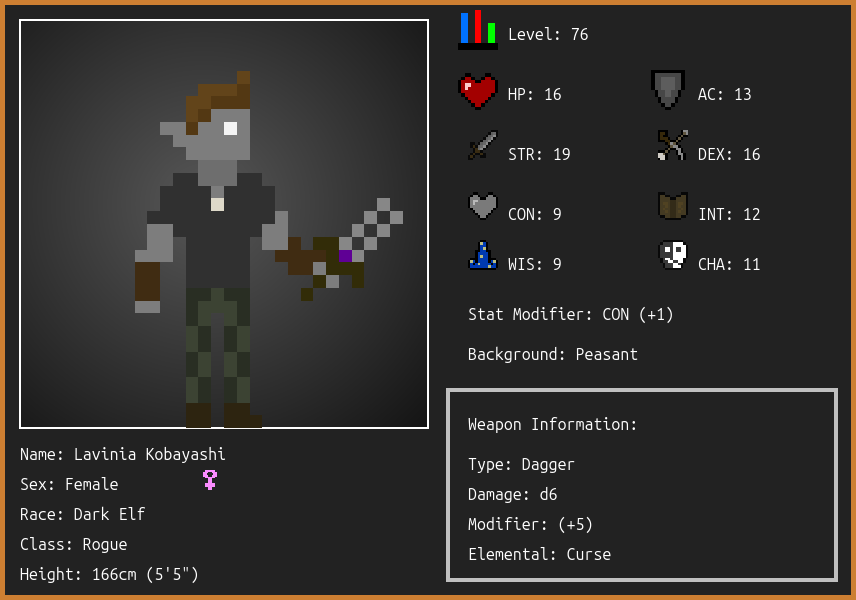 Level: 76
HP: 16
AC: 13
STR: 19
DEX: 16
CON: 9
INT: 12
WIS: 9
CHA: 11
Stat Modifier: CON (+1)
Background: Peasant
Weapon Information:
Type: Dagger
Damage: d6
Modifier: (+5)
Elemental: Curse
Name: Lavinia Kobayashi
Sex: Female
Race: Dark Elf
Class: Rogue
Height: 166cm (5'5")